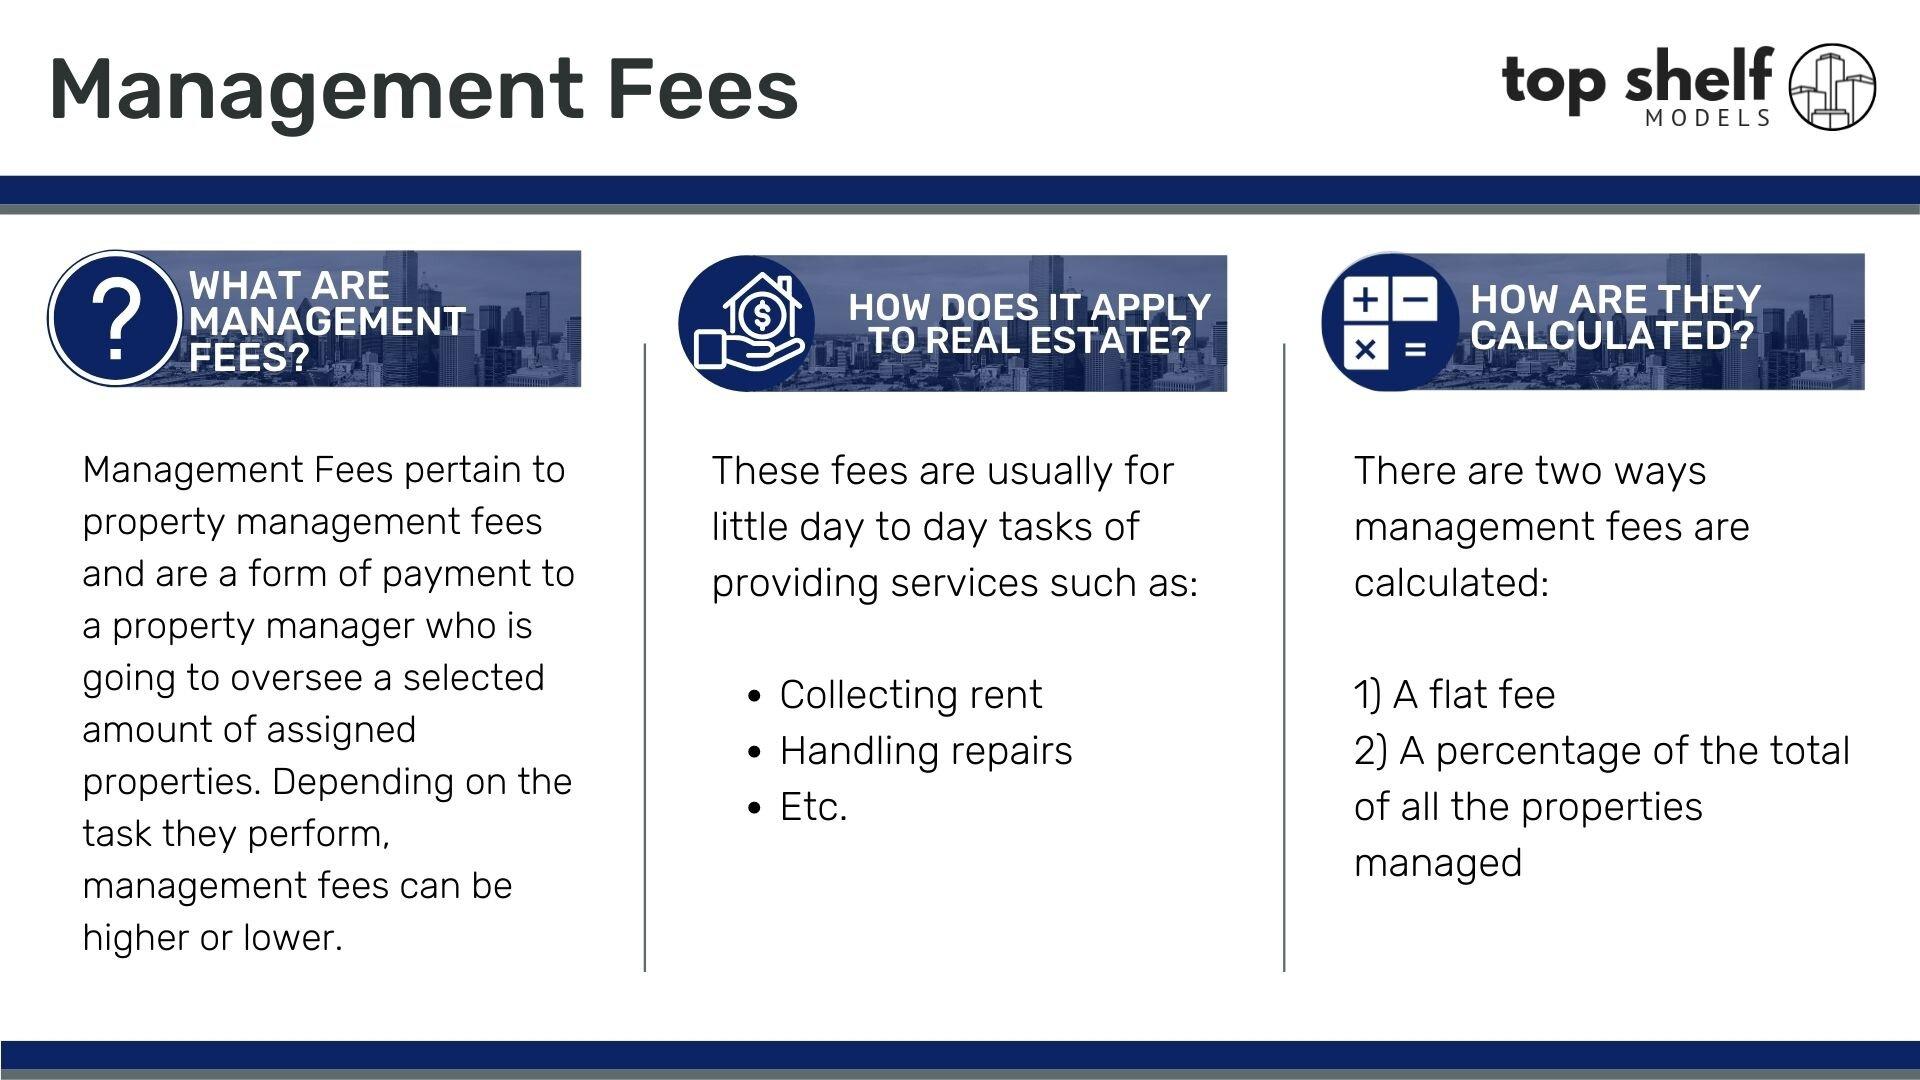 Management Fees
top shelf
MODELS
WHAT ARE
MANAGEMENT
FEES?
Management Fees pertain to
property management fees
and are a form of payment to
a property manager who is
going to oversee a selected
amount of assigned
properties. Depending on the
task they perform,
management fees can be
higher or lower.
HOW DOES IT APPLY
TO REAL ESTATE?
These fees are usually for
little day to day tasks of
providing services such as:
• Collecting rent
• Handling repairs
• Etc.
HOW ARE THEY
CALCULATED?
There are two ways
management fees are
calculated:
1) A flat fee
2) A percentage of the total
of all the properties
managed